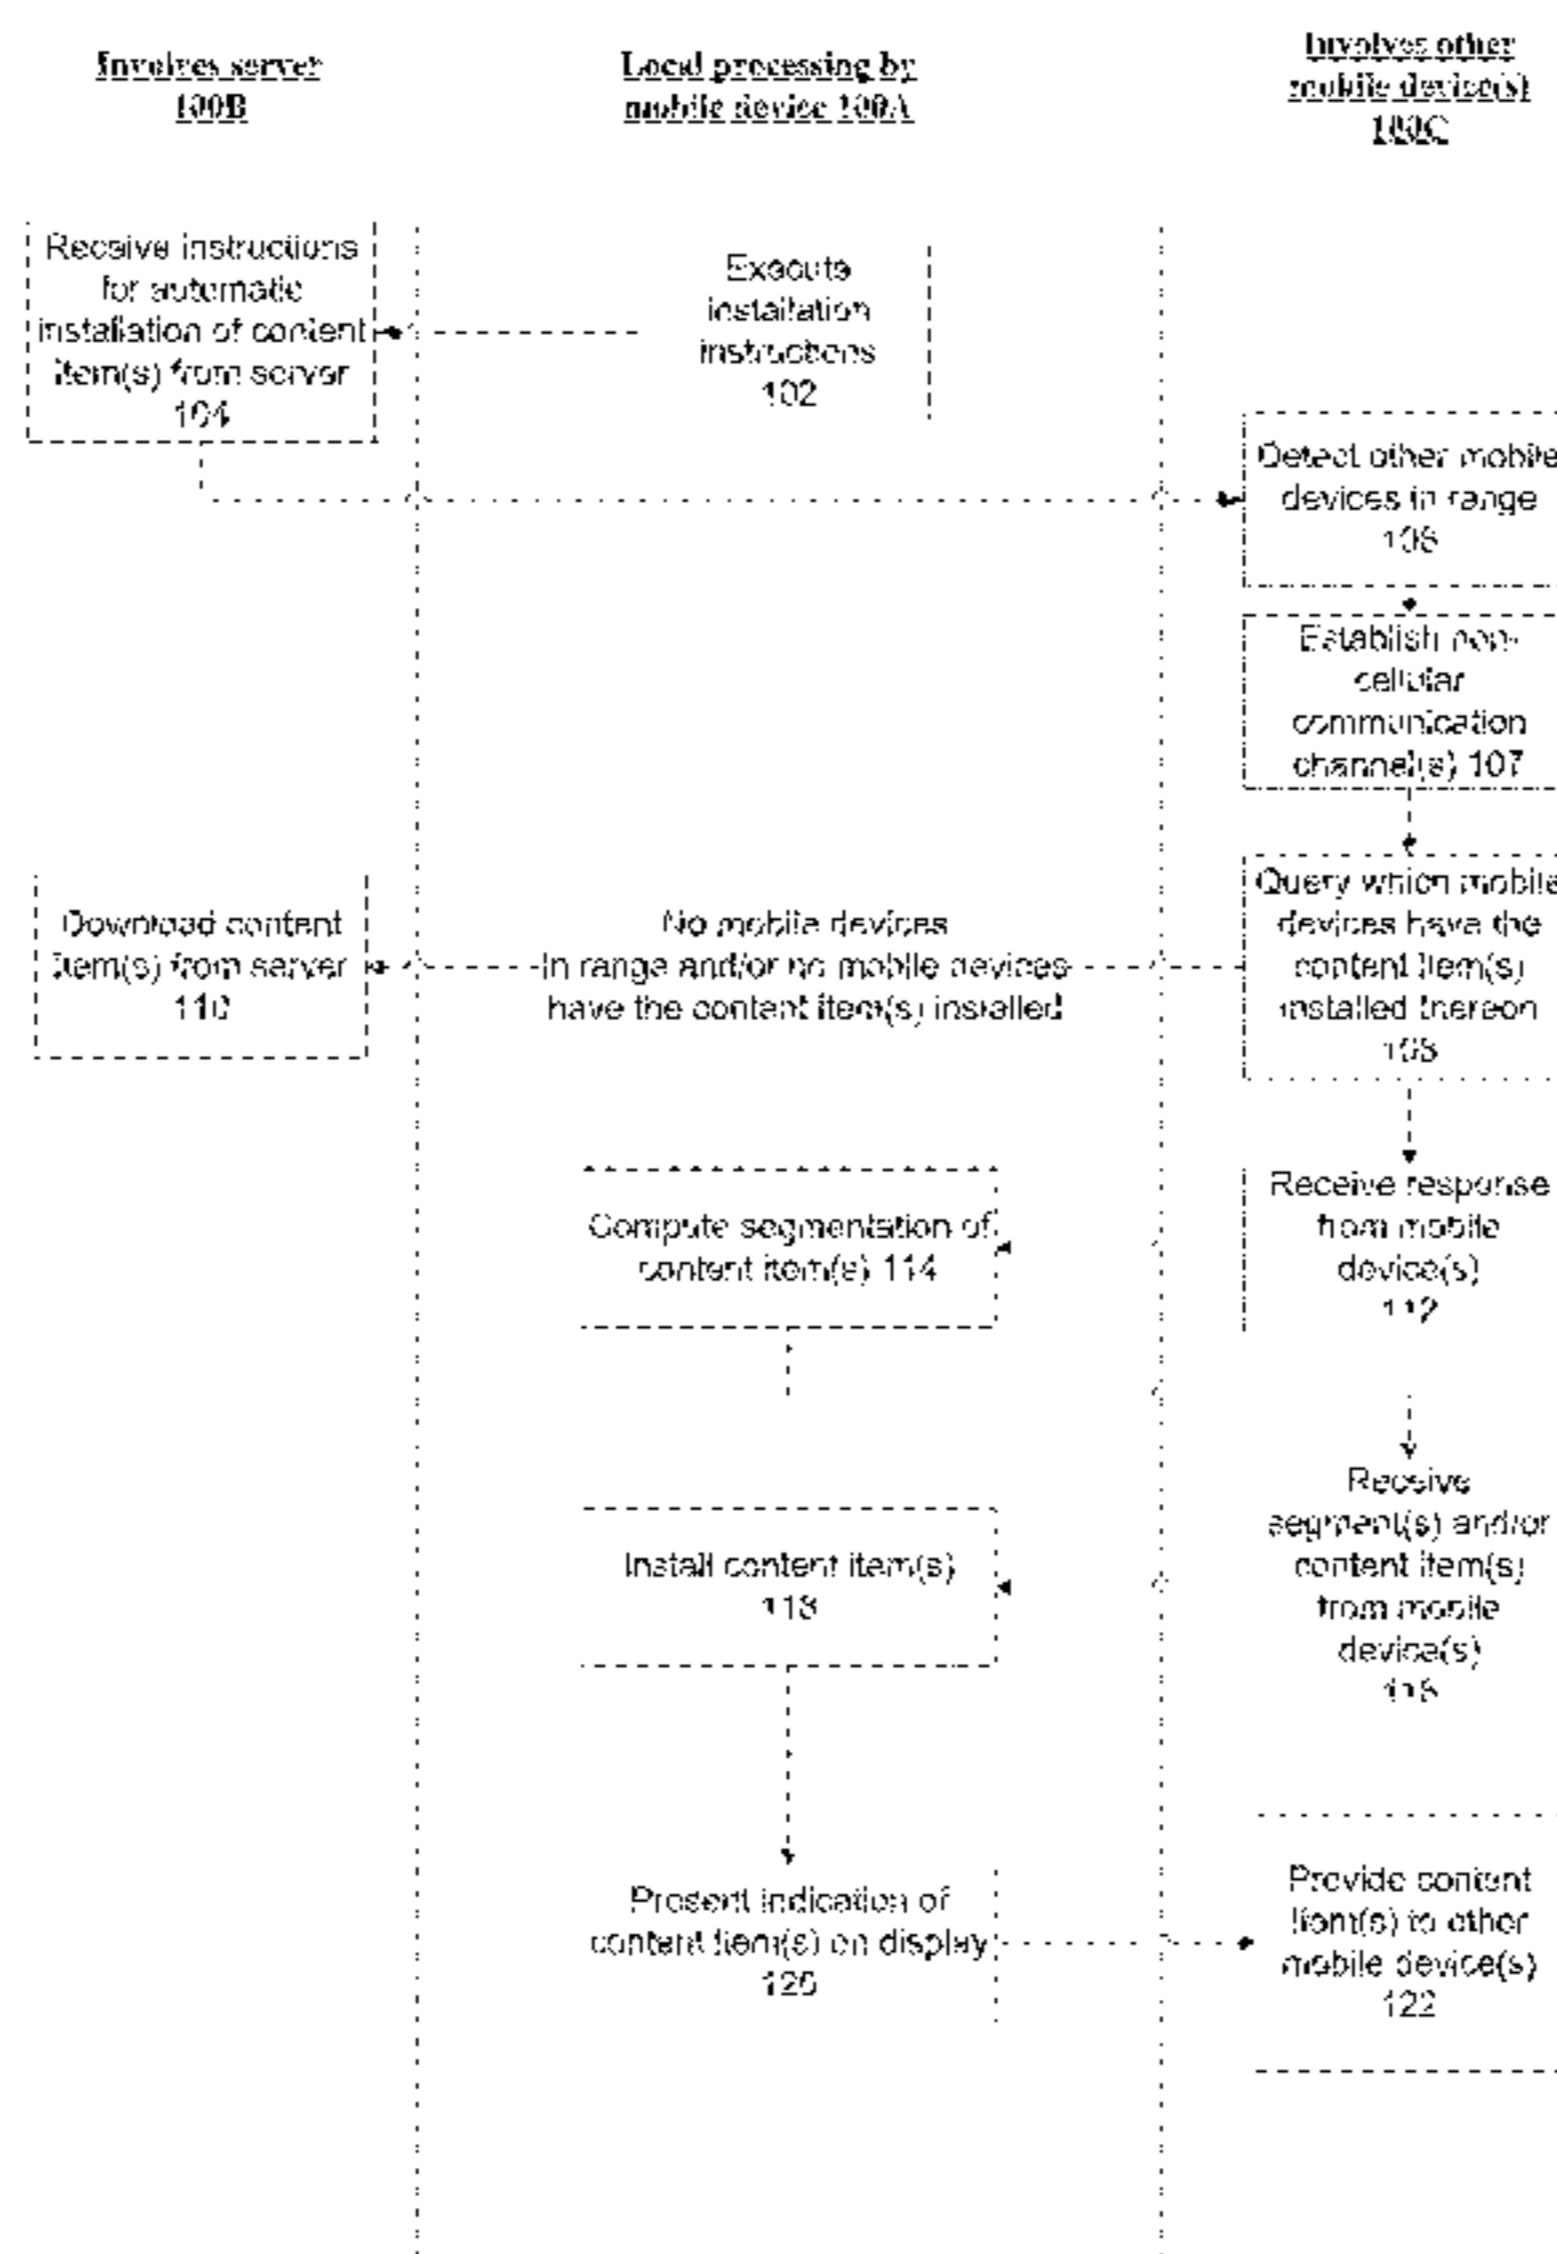 Involves server
100B
Local processing by
mobile device 100A
Involves other
mobile device(s)
100C
Receive instructions
for automatic
installation of content
item(s) from server
104
Execute
installation
instructions
102
Detect other mobile
devices in range
106
Establish non-
cellular
communication
channel(s) 107
Query which mobile
devices have the
content item(s)
installed thereon
108
No mobile devices
in range and/or no mobile devices
have the content item(s) installed
Download content
item(s) from server
110
Receive response
from mobile
device(s)
112
Compute segmentation of
content item(s) 114
Receive
segment(s) and/or
content item(s)
from mobile
device(s)
116
Install content item(s)
118
Present indication of
content item(s) on display
120
Provide content
item(s) to other
mobile device(s)
122